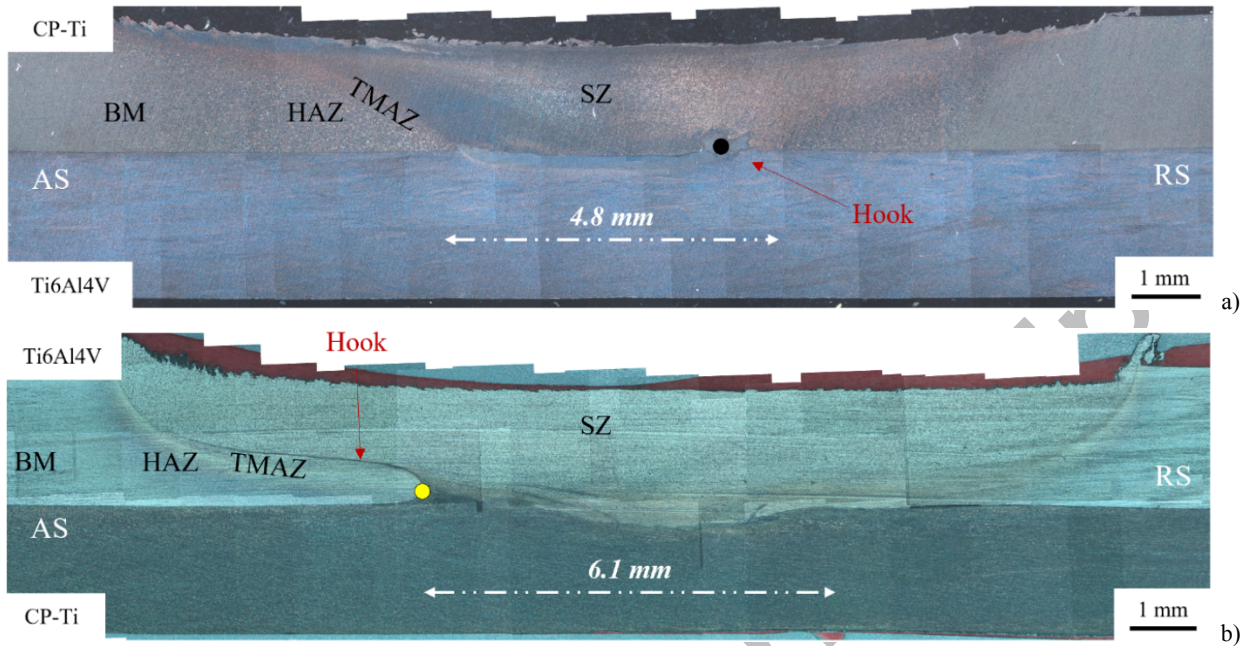 CP-Ti
BM
HAZ
TMAZ
SZ
AS
RS
Hook
4.8 mm
Ti6Al4V
1 mm
a)
Ti6Al4V
Hook
SZ
BM
HAZ
TMAZ
RS
AS
6.1 mm
CP-Ti
1 mm
b)